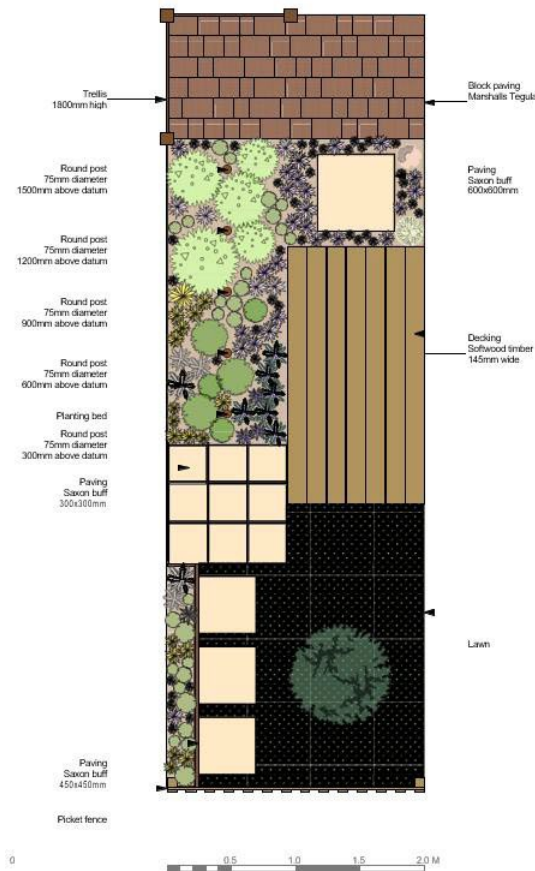 Trellis
1800mm high
Block paving
Marshalls Tegula
Round post
75mm diameter
1500mm above datum
Paving
Saxon buff
600x600mm
Round post
75mm diameter
1200mm above datum
Round post
75mm diameter
900mm above datum
Decking
Softwood timber
145mm wide
Round post
75mm diameter
600mm above datum
Planting bed
Round post
75mm diameter
300mm above datum
Paving
Saxon buff
300x300mm
Lawn
Paving
Saxon buff
450x450mm
Picket fence
0 0.5 1.0 1.5 2.0 M